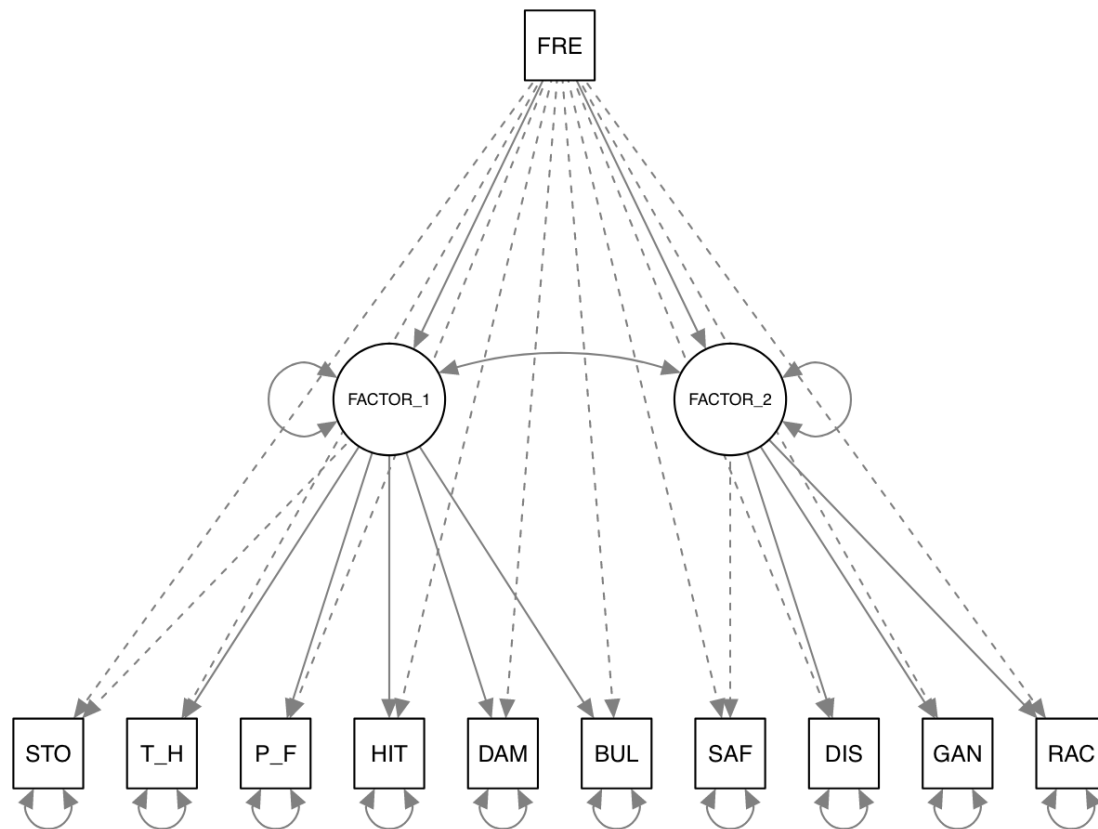 FRE
FACTOR_1 FACTOR_2
STO T_H P_F HIT DAM BUL SAF DIS GAN RAC